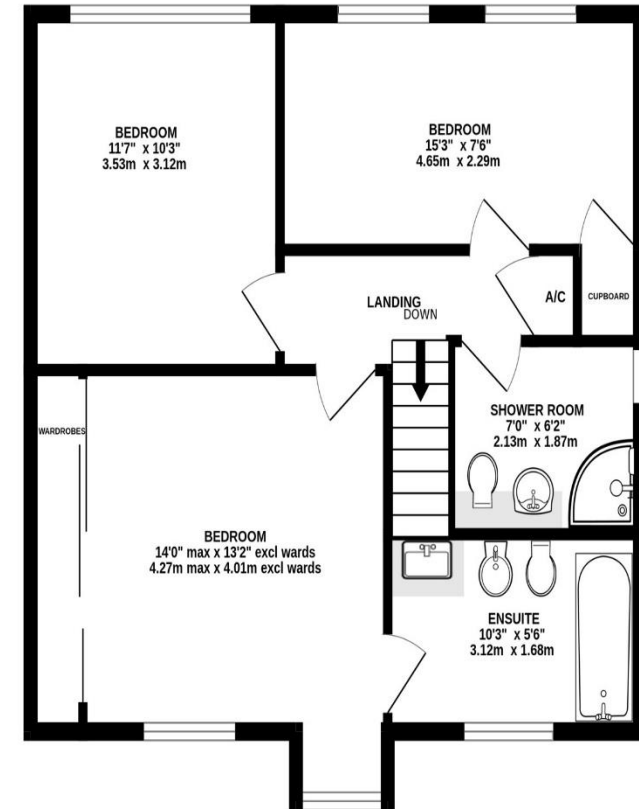 BEDROOM
11'7" x 10'3"
3.53m x 3.12m
BEDROOM
15'3" x 7'6"
4.65m x 2.29m
LANDING
DOWN
A/C
CUPBOARD
SHOWER ROOM
7'0" x 6'2"
2.13m x 1.87m
WARDROBES
BEDROOM
14'0" max x 13'2" excl wards
4.27m max x 4.01m excl wards
ENSUITE
10'3" x 5'6"
3.12m x 1.68m